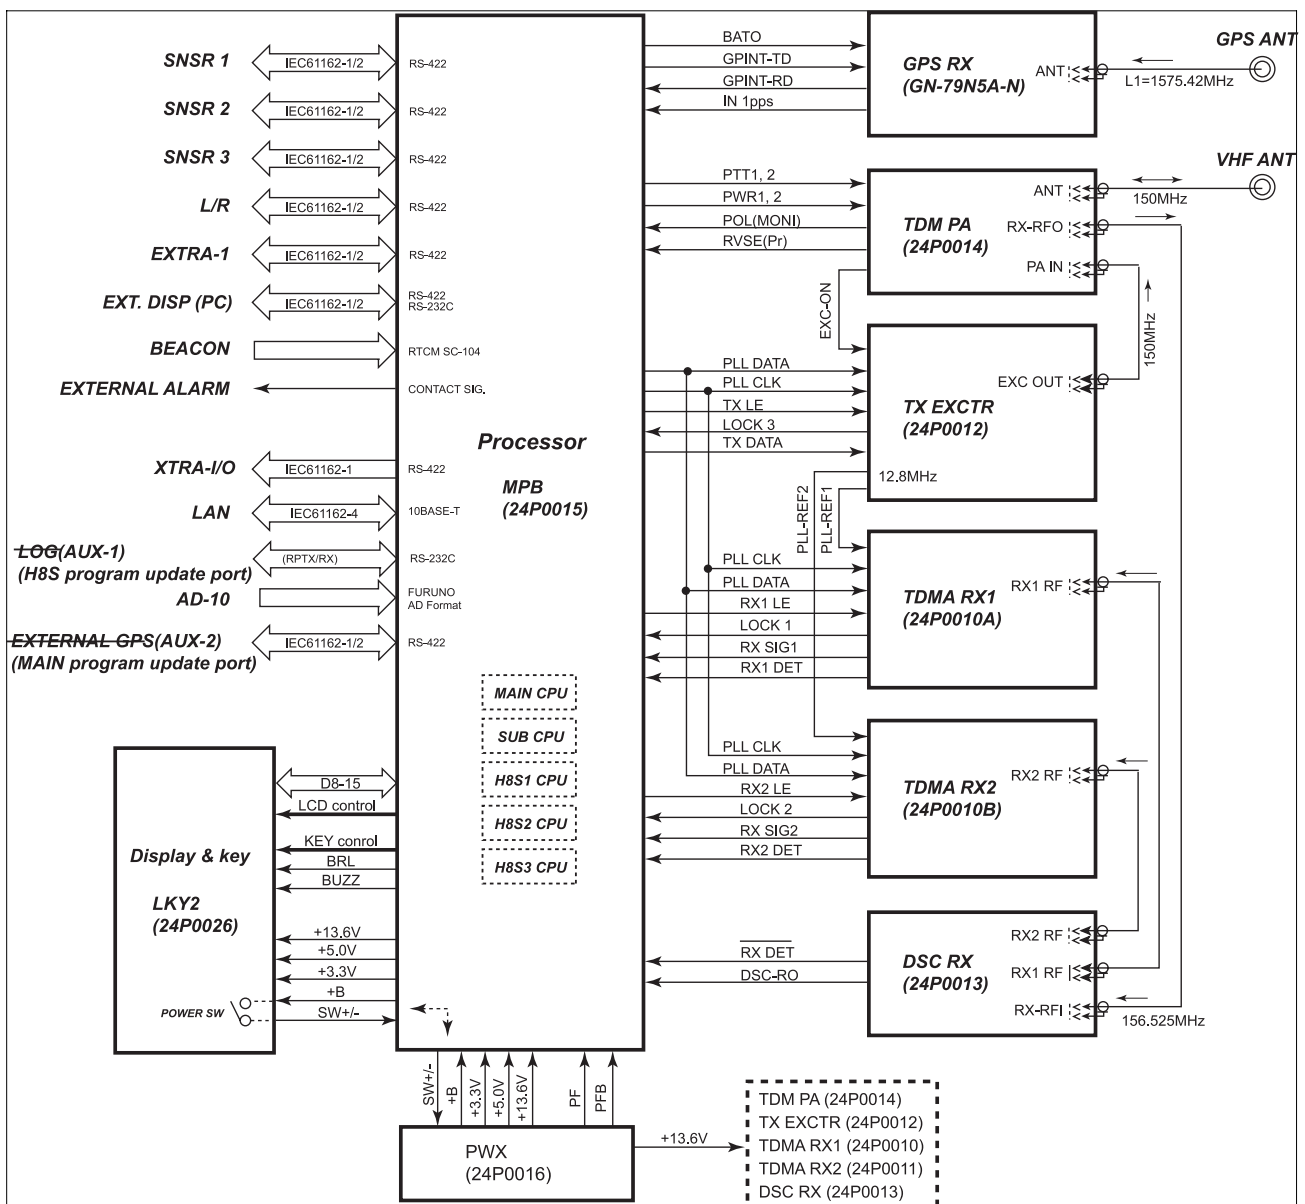 SNSR 1
IEC61162-1/2
RS-422
SNSR 2
IEC61162-1/2
RS-422
SNSR 3
IEC61162-1/2
RS-422
L/R
IEC61162-1/2
RS-422
EXTRA-1
IEC61162-1/2
RS-422
EXT. DISP (PC)
IEC61162-1/2
RS-422
RS-232C
BEACON
RTCM SC-104
EXTERNAL ALARM
CONTACT SIG.
XTRA-I/O
IEC61162-1
RS-422
LAN
IEC61162-4
10BASE-T
LOG(AUX-1)
(H8S program update port)
(RPTX/RX)
RS-232C
AD-10
FURUNO
AD Format
EXTERNAL GPS(AUX-2)
(MAIN program update port)
IEC61162-1/2
RS-422
Processor
MPB
(24P0015)
MAIN CPU
SUB CPU
H8S1 CPU
H8S2 CPU
H8S3 CPU
Display & key
LKY2
(24P0026)
POWER SW
D8-15
LCD control
KEY conrol
BRL
BUZZ
+13.6V
+5.0V
+3.3V
+B
SW+/-
SW+/-
+B
+3.3V
+5.0V
+13.6V
PF
PFB
PWX
(24P0016)
+13.6V
TDM PA (24P0014)
TX EXCTR (24P0012)
TDMA RX1 (24P0010)
TDMA RX2 (24P0011)
DSC RX (24P0013)
BATO
GPINT-TD
GPINT-RD
IN 1pps
GPS RX
(GN-79N5A-N)
ANT
L1=1575.42MHz
GPS ANT
PTT1, 2
PWR1, 2
POL(MONI)
RVSE(Pr)
TDM PA
(24P0014)
ANT
RX-RFO
PA IN
150MHz
VHF ANT
EXC-ON
150MHz
PLL DATA
PLL CLK
TX LE
LOCK 3
TX DATA
TX EXCTR
(24P0012)
EXC OUT
12.8MHz
PLL-REF2
PLL-REF1
PLL CLK
PLL DATA
RX1 LE
LOCK 1
RX SIG1
RX1 DET
TDMA RX1
(24P0010A)
RX1 RF
PLL CLK
PLL DATA
RX2 LE
LOCK 2
RX SIG2
RX2 DET
TDMA RX2
(24P0010B)
RX2 RF
RX DET
DSC-RO
DSC RX
(24P0013)
RX2 RF
RX1 RF
RX-RFI
156.525MHz